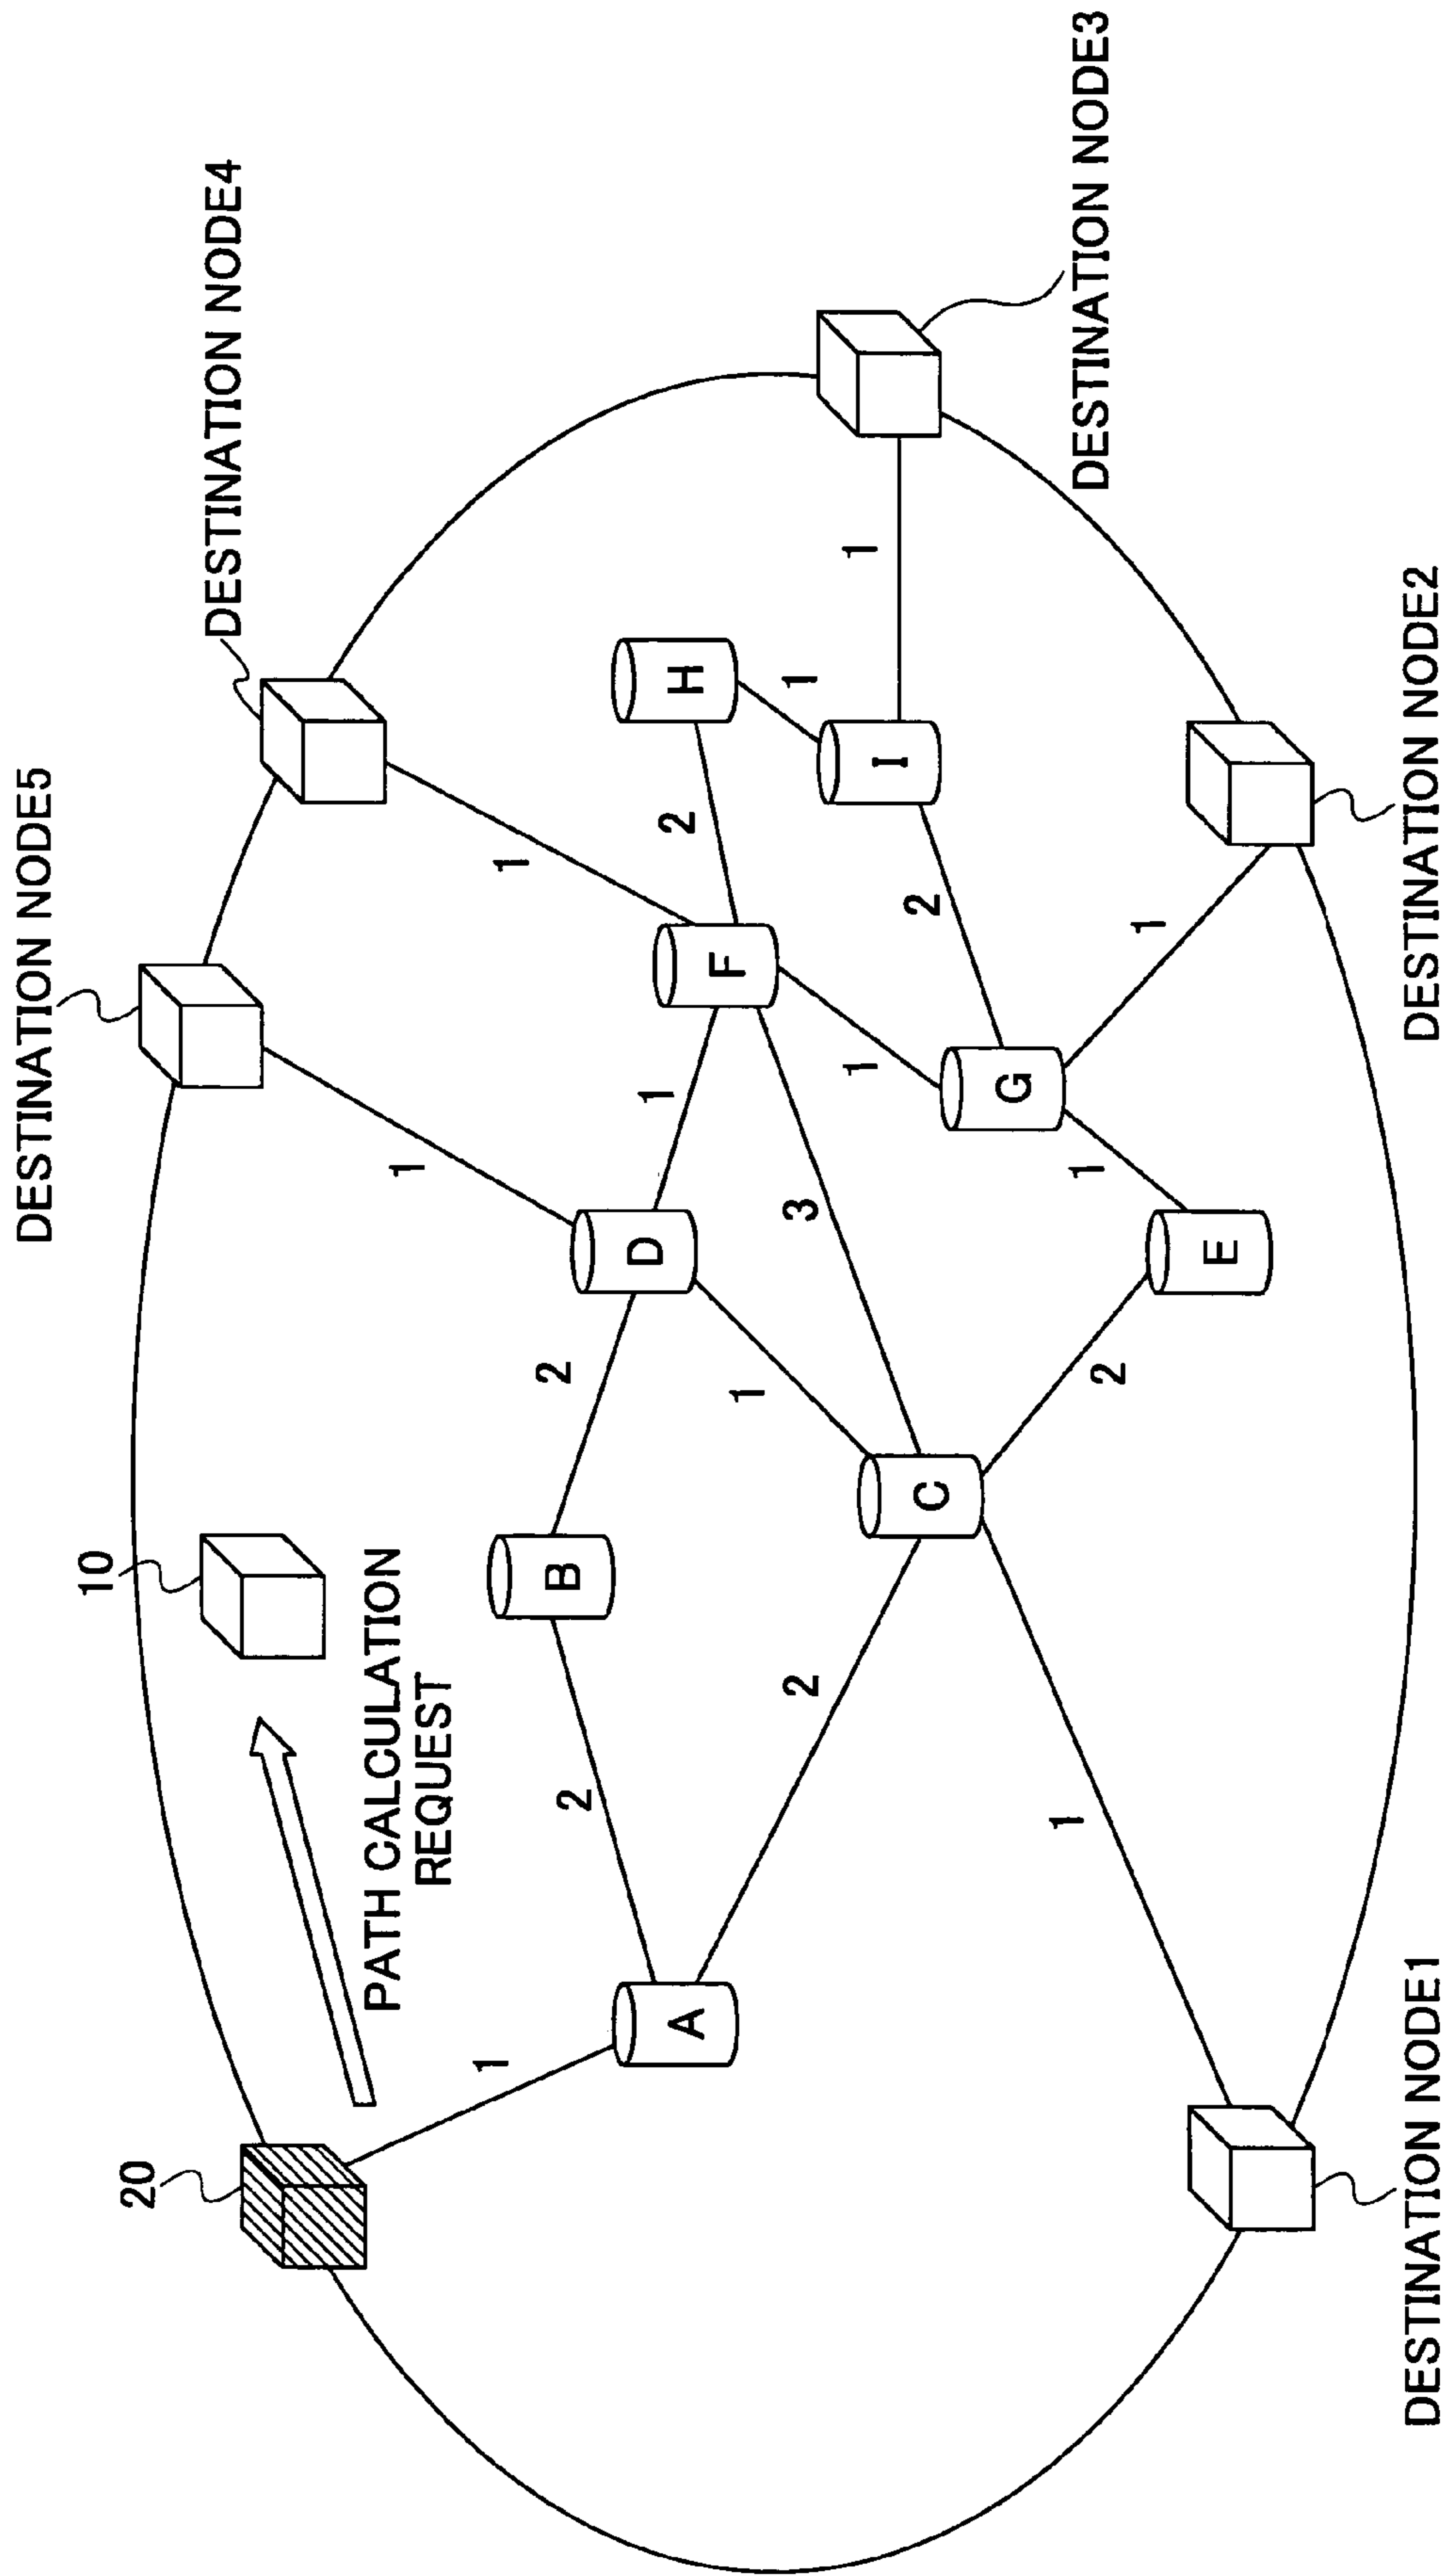 DESTINATION NODE5
DESTINATION NODE4
10
20
PATH CALCULATION
REQUEST
1
1
1
2
B
2
D
1
F
2
H
1
A
2
1
3
1
I
1
DESTINATION NODE3
C
2
G
2
1
1
E
1
DESTINATION NODE1
DESTINATION NODE2